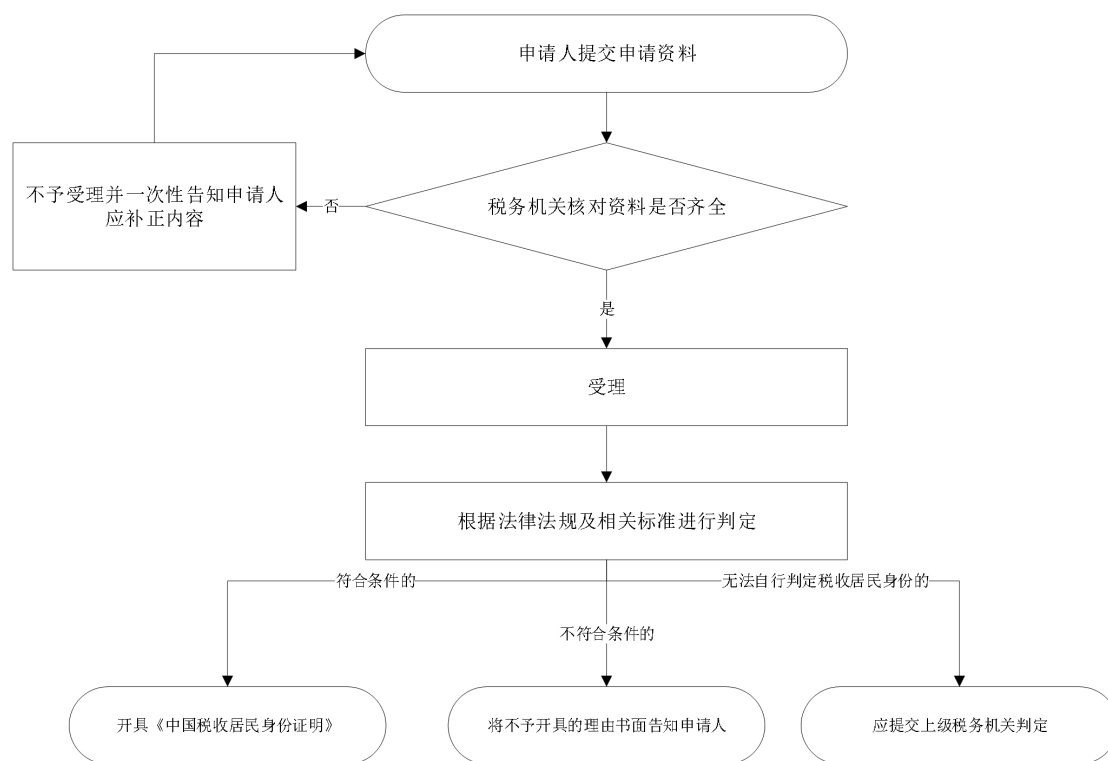 申请人提交申请资料
不予受理并一次性告知申请人
应补正内容
否
税务机关核对资料是否齐全
是
受理
根据法律法规及相关标准进行判定
符合条件的
无法自行判定税收居民身份的
不符合条件的
开具《中国税收居民身份证明》
将不予开具的理由书面告知申请人
应提交上级税务机关判定